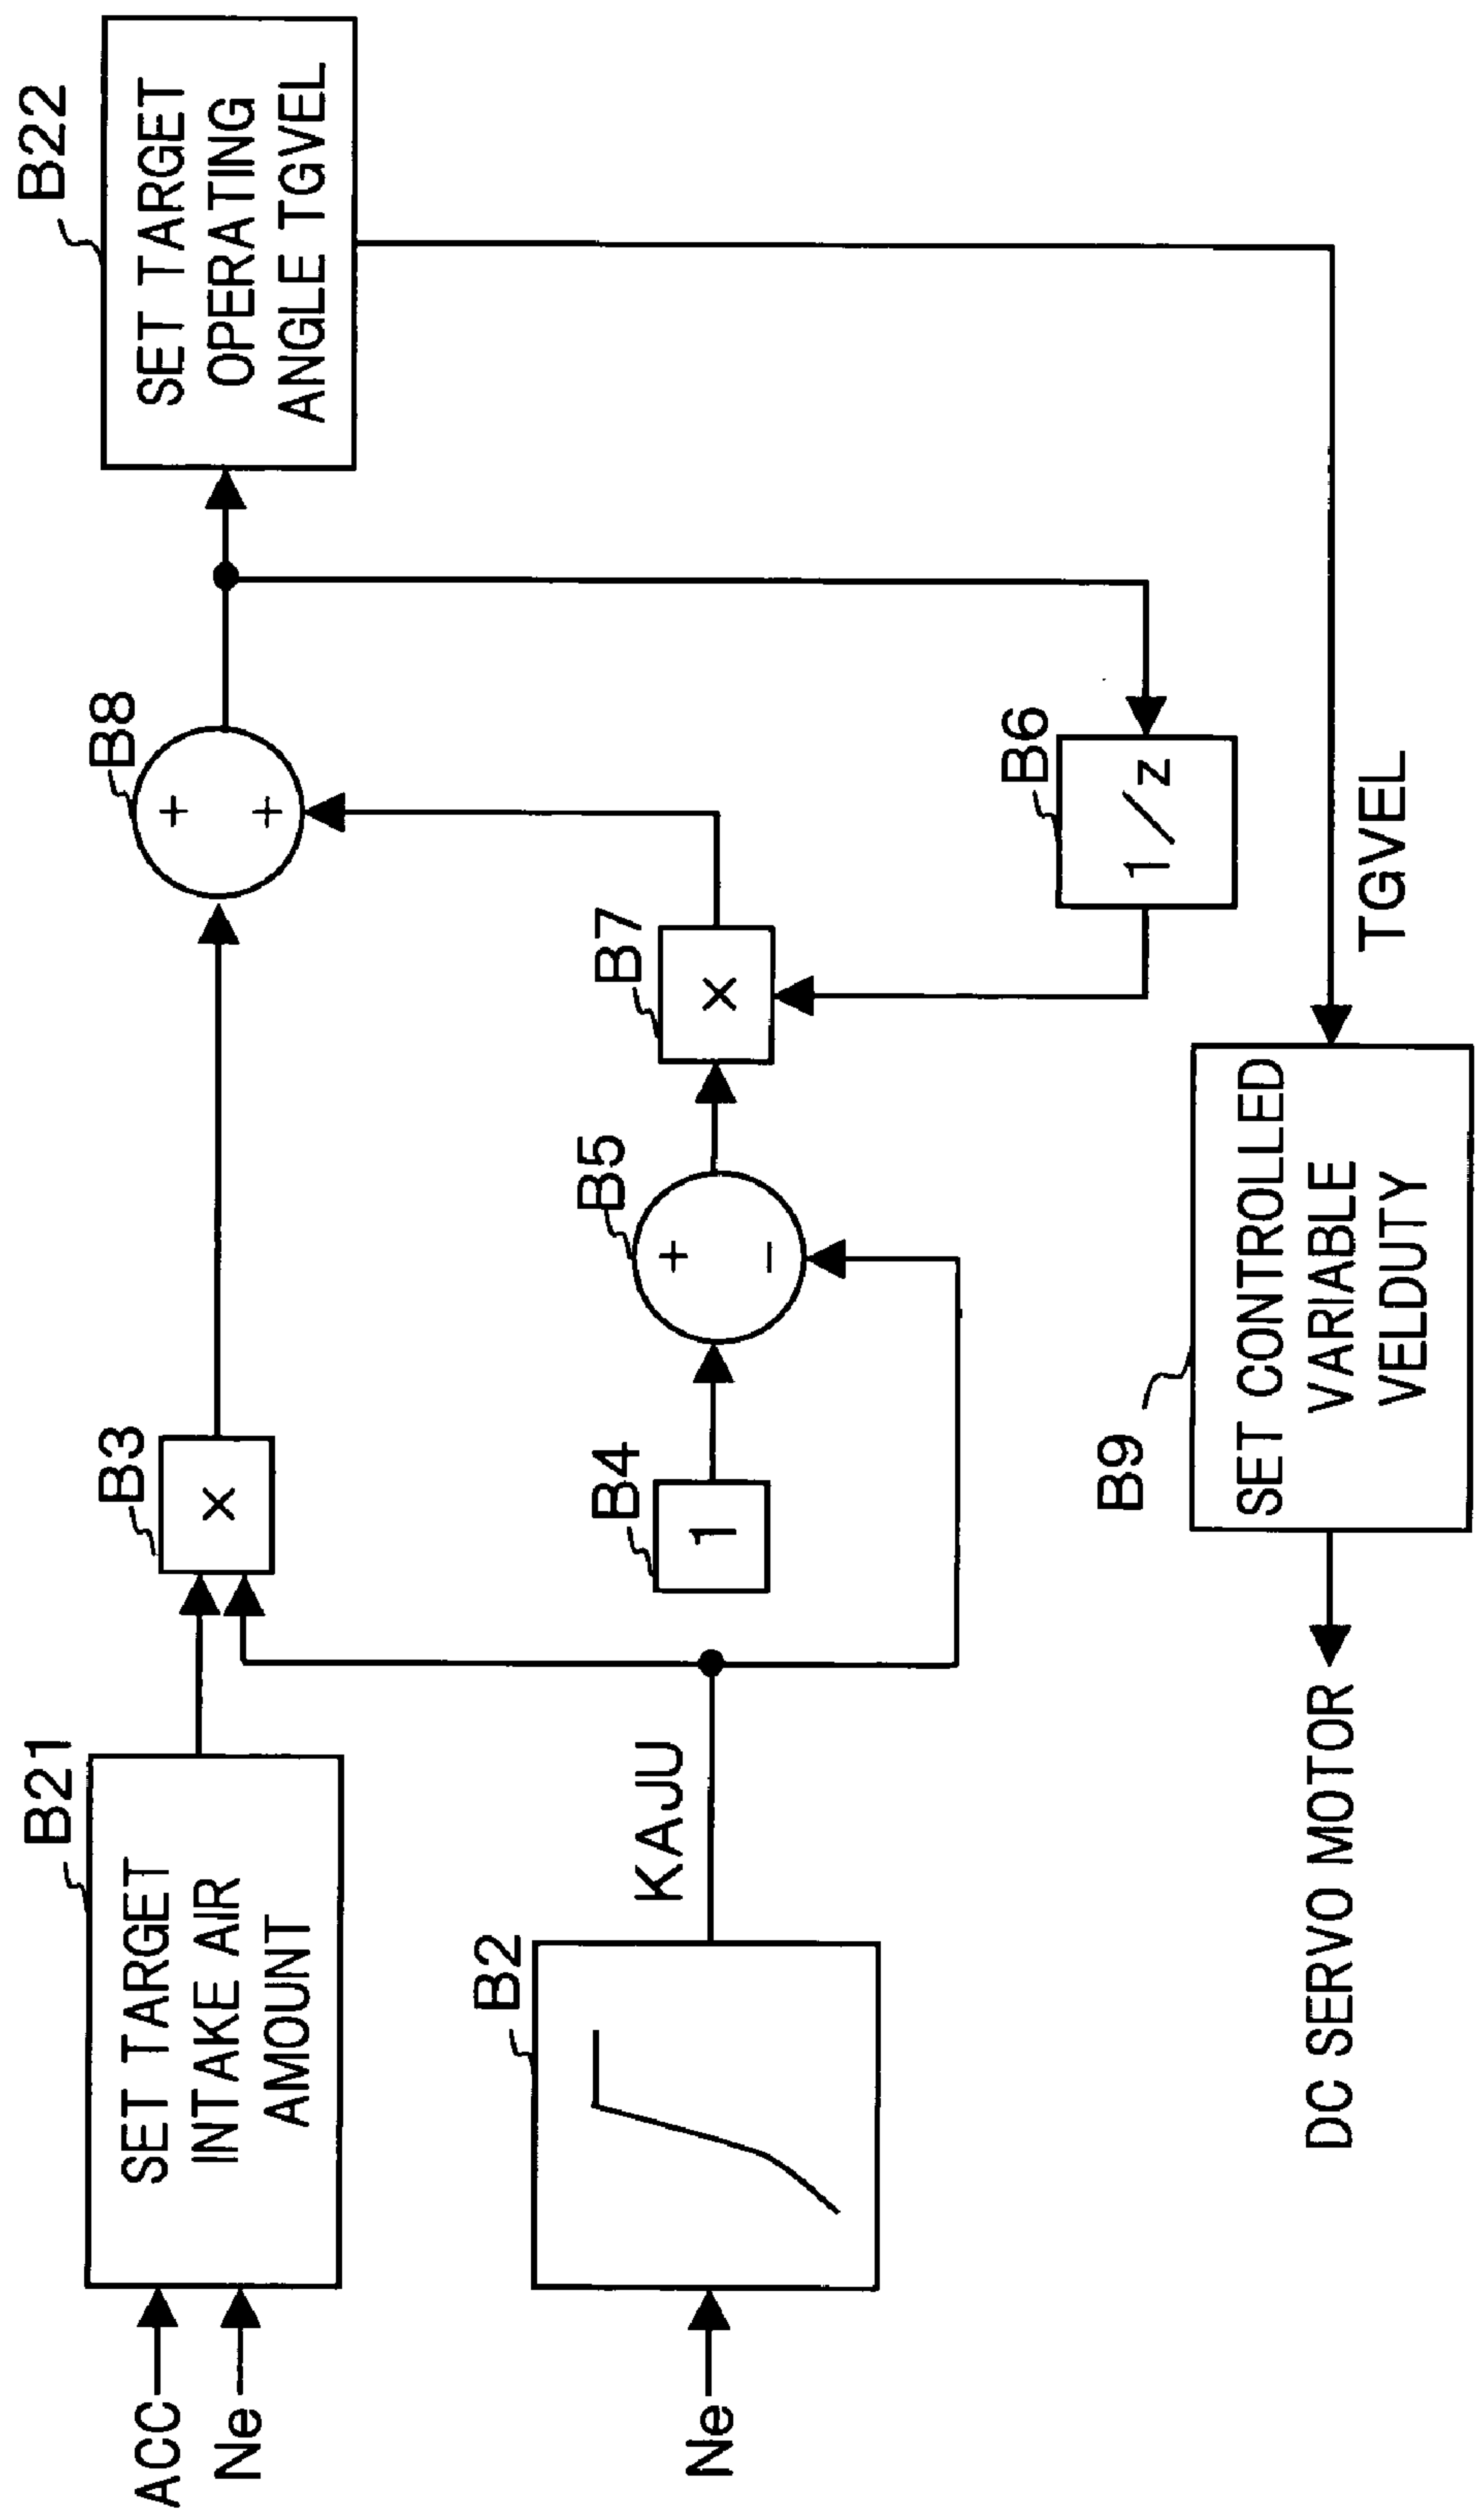 B21
SET TARGET
INTAKE AIR
AMOUNT
ACC
Ne
B3
×
B8
+
+
B22
SET TARGET
OPERATING
ANGLE TGVEL
B2
Ne
KAJU
B4
1
B5
+
−
B7
×
B6
1/z
B9
SET CONTROLLED
VARIABLE
VELDUTY
TGVEL
DC SERVO MOTOR